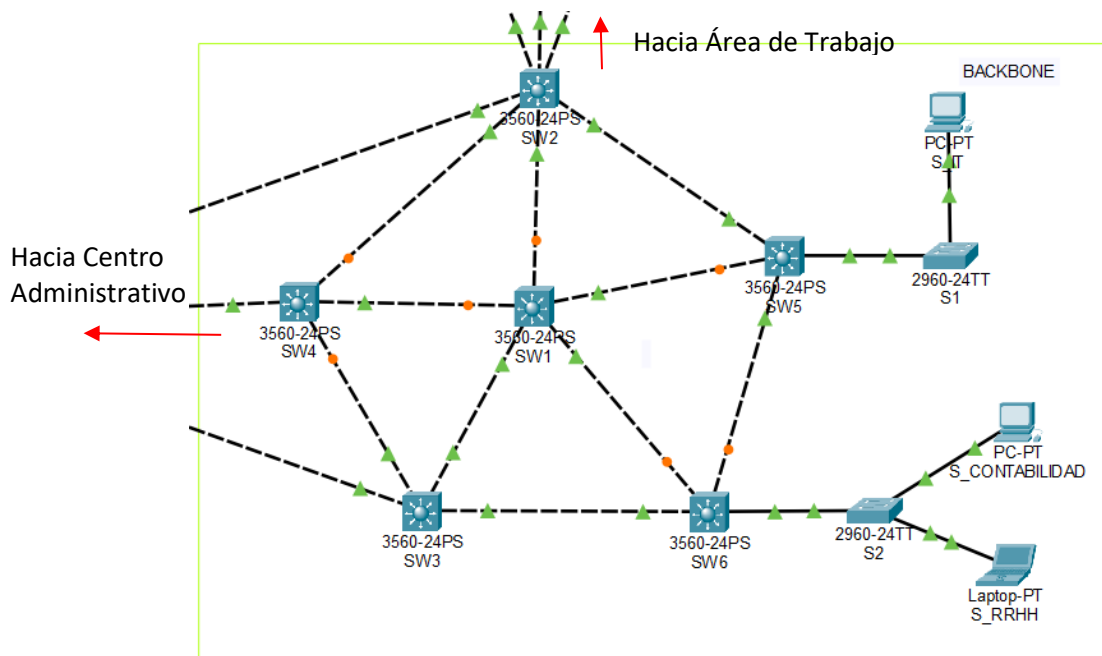 Hacia Área de Trabajo
BACKBONE
3560-24PS
SW2
PC-PT
S_IT
Hacia Centro
Administrativo
3560-24PS
SW4
3560-24PS
SW1
3560-24PS
SW5
2960-24TT
S1
PC-PT
S_CONTABILIDAD
3560-24PS
SW3
3560-24PS
SW6
2960-24TT
S2
Laptop-PT
S_RRHH